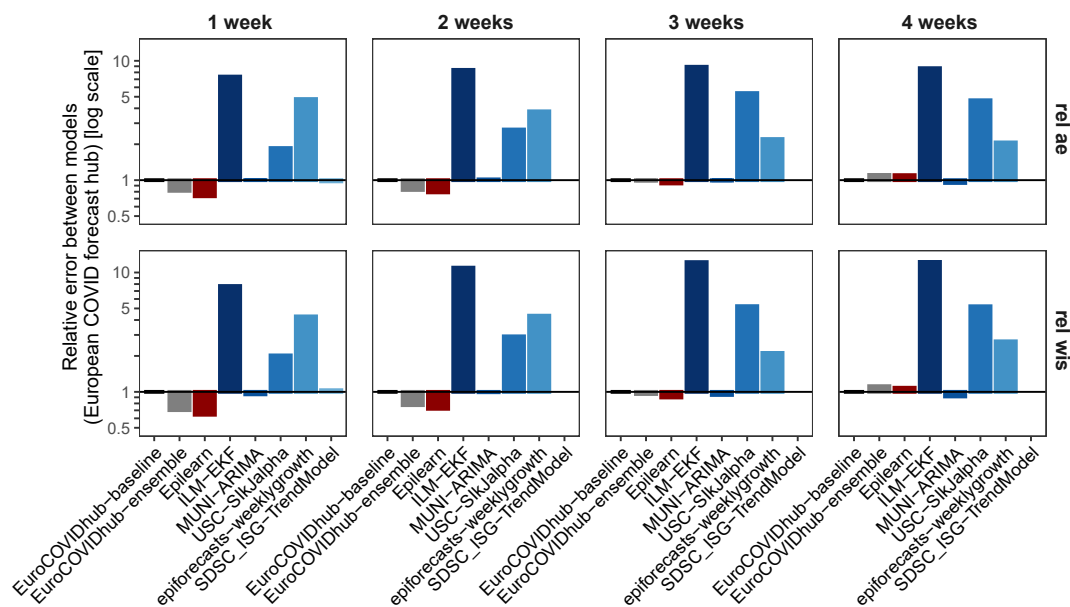 1 week
2 weeks
3 weeks
4 weeks
Relative error between models
(European COVID forecast hub) [log scale]
10
5
1
0.5
rel ae
10
5
1
0.5
rel wis
EuroCOVIDhub−baseline
EuroCOVIDhub−ensemble
Epilearn
ILM−EKF
MUNI−ARIMA
USC−SIkJalpha
epiforecasts−weeklygrowth
SDSC_ISG−TrendModel
EuroCOVIDhub−baseline
EuroCOVIDhub−ensemble
Epilearn
ILM−EKF
MUNI−ARIMA
USC−SIkJalpha
epiforecasts−weeklygrowth
SDSC_ISG−TrendModel
EuroCOVIDhub−baseline
EuroCOVIDhub−ensemble
Epilearn
ILM−EKF
MUNI−ARIMA
USC−SIkJalpha
epiforecasts−weeklygrowth
SDSC_ISG−TrendModel
EuroCOVIDhub−baseline
EuroCOVIDhub−ensemble
Epilearn
ILM−EKF
MUNI−ARIMA
USC−SIkJalpha
epiforecasts−weeklygrowth
SDSC_ISG−TrendModel